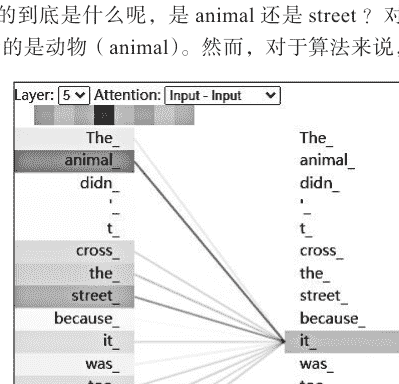 的到底是什么呢，是 animal 还是 street？对
的是动物（animal）。然而，对于算法来说，
Layer: 5 Attention: Input - Input
The_ The_
animal_ animal_
didn_ didn_
'_ '_
t_ t_
cross_ cross_
the_ the_
street_ street_
because_ because_
it_ it_
was_ was_